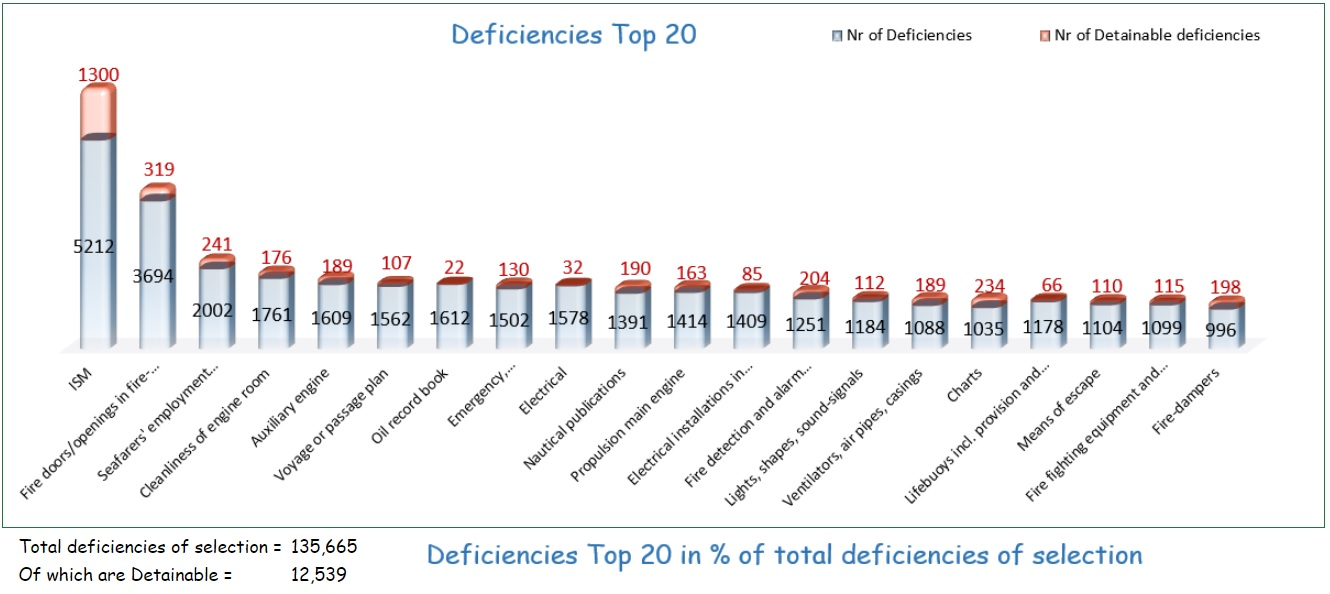 Deficiencies Top 20
Nr of Deficiencies
Nr of Detainable deficiencies
1300
319
241
176
189
107
22
130
32
190
163
85
204
112
189
234
66
110
115
198
5212
3694
2002
1761
1609
1562
1612
1502
1578
1391
1414
1409
1251
1184
1088
1035
1178
1104
1099
996
ISM
Fire doors/openings in fire-...
Seafarers' employment...
Cleanliness of engine room
Auxiliary engine
Voyage or passage plan
Oil record book
Emergency,...
Electrical
Nautical publications
Propulsion main engine
Electrical installations in...
Fire detection and alarm...
Lights, shapes, sound-signals
Ventilators, air pipes, casings
Charts
Lifebuoys incl. provision and...
Means of escape
Fire fighting equipment and...
Fire-dampers
Total deficiencies of selection = 135,665
Of which are Detainable = 12,539
Deficiencies Top 20 in % of total deficiencies of selection